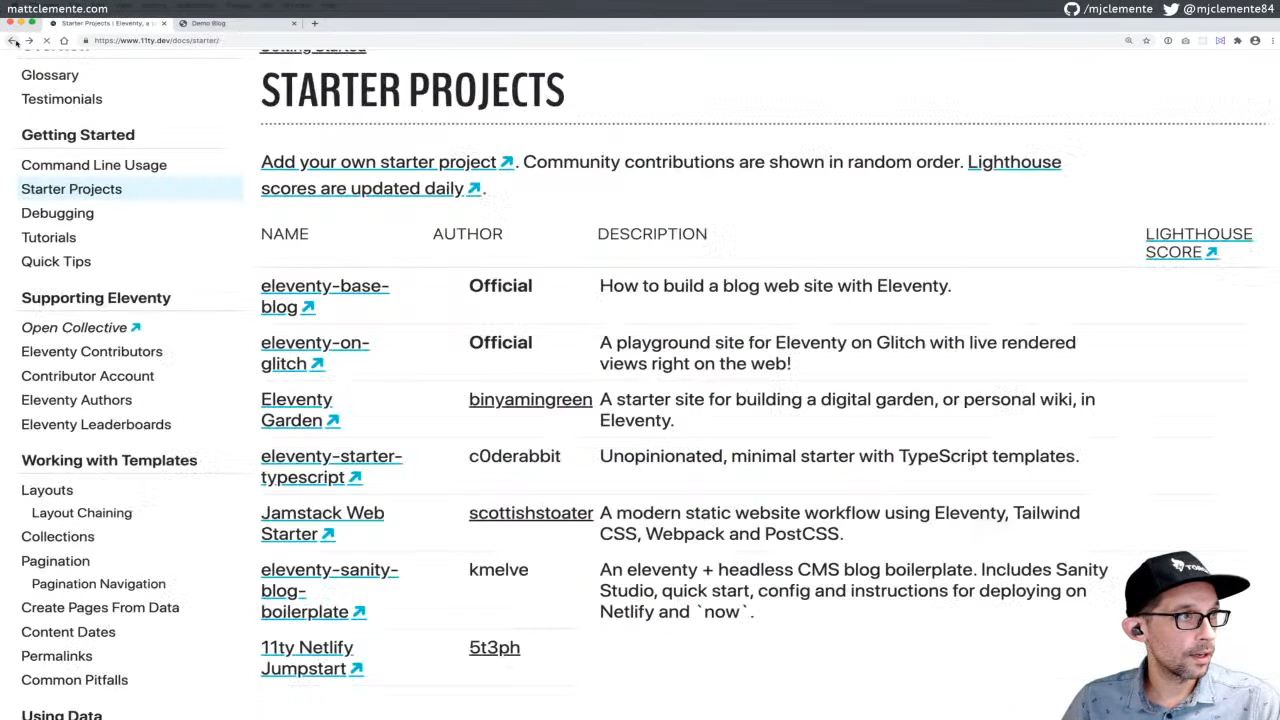 mattclemente.com
/mjclemente
@mjclemente84
Starter Projects | Eleventy, a
Demo Blog
https://www.11ty.dev/docs/starter/
Glossary
Testimonials
Getting Started
Command Line Usage
Starter Projects
Debugging
Tutorials
Quick Tips
Supporting Eleventy
Open Collective
Eleventy Contributors
Contributor Account
Eleventy Authors
Eleventy Leaderboards
Working with Templates
Layouts
Layout Chaining
Collections
Pagination
Pagination Navigation
Create Pages From Data
Content Dates
Permalinks
Common Pitfalls
Using Data
Getting Started
STARTER PROJECTS
Add your own starter project. Community contributions are shown in random order. Lighthouse
scores are updated daily.
NAME AUTHOR DESCRIPTION LIGHTHOUSE
SCORE
eleventy-base- Official How to build a blog web site with Eleventy.
blog
eleventy-on- Official A playground site for Eleventy on Glitch with live rendered
glitch views right on the web!
Eleventy binyamingreen A starter site for building a digital garden, or personal wiki, in
Garden Eleventy.
eleventy-starter- c0derabbit Unopinionated, minimal starter with TypeScript templates.
typescript
Jamstack Web scottishstoater A modern static website workflow using Eleventy, Tailwind
Starter CSS, Webpack and PostCSS.
eleventy-sanity- kmelve An eleventy + headless CMS blog boilerplate. Includes Sanity
blog- Studio, quick start, config and instructions for deploying on
boilerplate Netlify and `now`.
11ty Netlify 5t3ph
Jumpstart